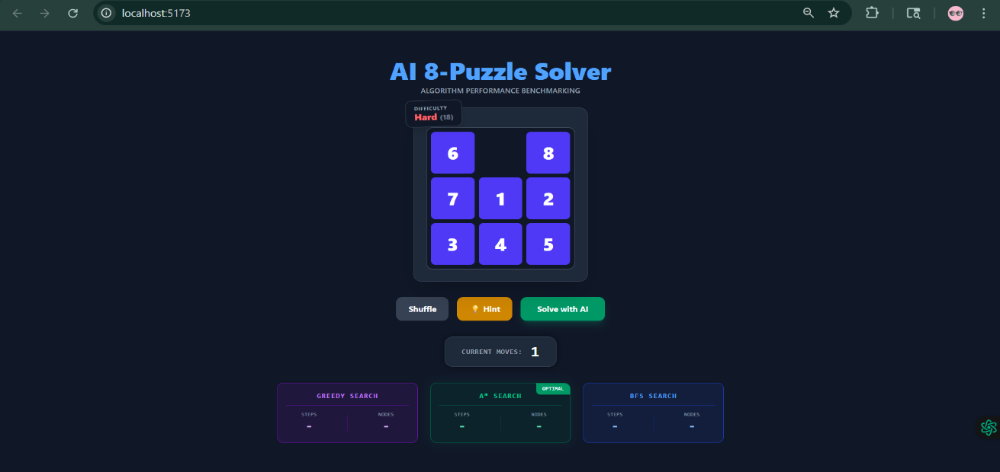 localhost:5173
AI 8-Puzzle Solver
ALGORITHM PERFORMANCE BENCHMARKING
DIFFICULTY
Hard (18)
6 8
7 1 2
3 4 5
Shuffle 💡 Hint Solve with AI
CURRENT MOVES: 1
OPTIMAL
GREEDY SEARCH A* SEARCH BFS SEARCH
STEPS NODES STEPS NODES STEPS NODES
- - - - - -